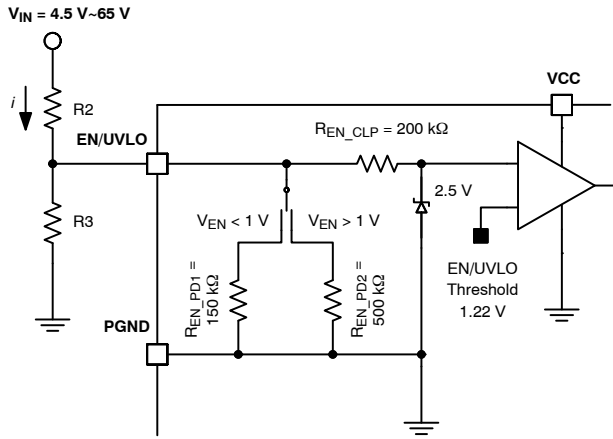 V_IN = 4.5 V~65 V
i
R2
VCC
EN/UVLO
R_EN_CLP = 200 kΩ
2.5 V
R3
V_EN < 1 V
V_EN > 1 V
R_EN_PD1 =
150 kΩ
R_EN_PD2 =
500 kΩ
EN/UVLO
Threshold
1.22 V
PGND